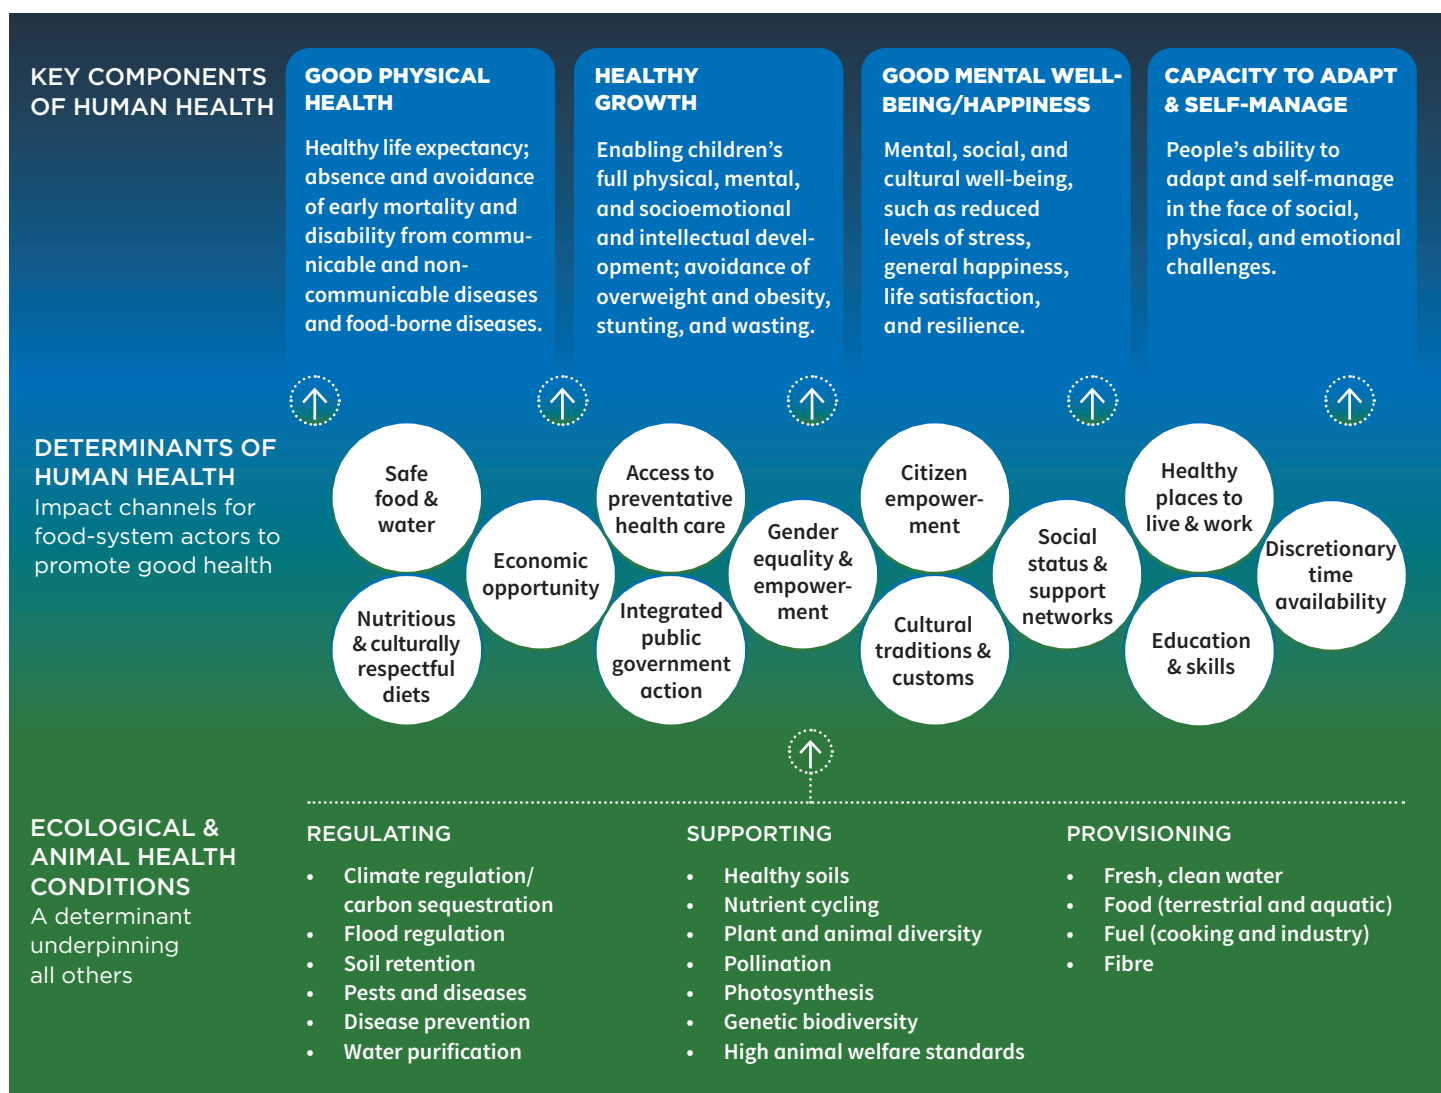 KEY COMPONENTS
OF HUMAN HEALTH
GOOD PHYSICAL
HEALTH
Healthy life expectancy;
absence and avoidance
of early mortality and
disability from commu-
nicable and non-
communicable diseases
and food-borne diseases.
HEALTHY
GROWTH
Enabling children’s
full physical, mental,
and socioemotional
and intellectual devel-
opment; avoidance of
overweight and obesity,
stunting, and wasting.
GOOD MENTAL WELL-
BEING/HAPPINESS
Mental, social, and
cultural well-being,
such as reduced
levels of stress,
general happiness,
life satisfaction,
and resilience.
CAPACITY TO ADAPT
& SELF-MANAGE
People’s ability to
adapt and self-manage
in the face of social,
physical, and emotional
challenges.
DETERMINANTS OF
HUMAN HEALTH
Impact channels for
food-system actors to
promote good health
Safe
food &
water
Nutritious
& culturally
respectful
diets
Economic
opportunity
Access to
preventative
health care
Integrated
public
government
action
Gender
equality &
empower-
ment
Citizen
empower-
ment
Cultural
traditions &
customs
Social
status &
support
networks
Healthy
places to
live & work
Education
& skills
Discretionary
time
availability
ECOLOGICAL &
ANIMAL HEALTH
CONDITIONS
A determinant
underpinning
all others
REGULATING
• Climate regulation/
carbon sequestration
• Flood regulation
• Soil retention
• Pests and diseases
• Disease prevention
• Water purification
SUPPORTING
• Healthy soils
• Nutrient cycling
• Plant and animal diversity
• Pollination
• Photosynthesis
• Genetic biodiversity
• High animal welfare standards
PROVISIONING
• Fresh, clean water
• Food (terrestrial and aquatic)
• Fuel (cooking and industry)
• Fibre